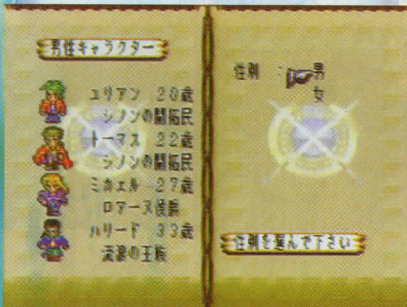 男性キャラクター
ユリアン 20歳
シノンの開拓民
トーマス 22歳
シノンの開拓民
ミカエル 27歳
ロアーヌ侯爵
ハリード 33歳
流浪の王族
性別 : 男
女
性別を選んで下さい